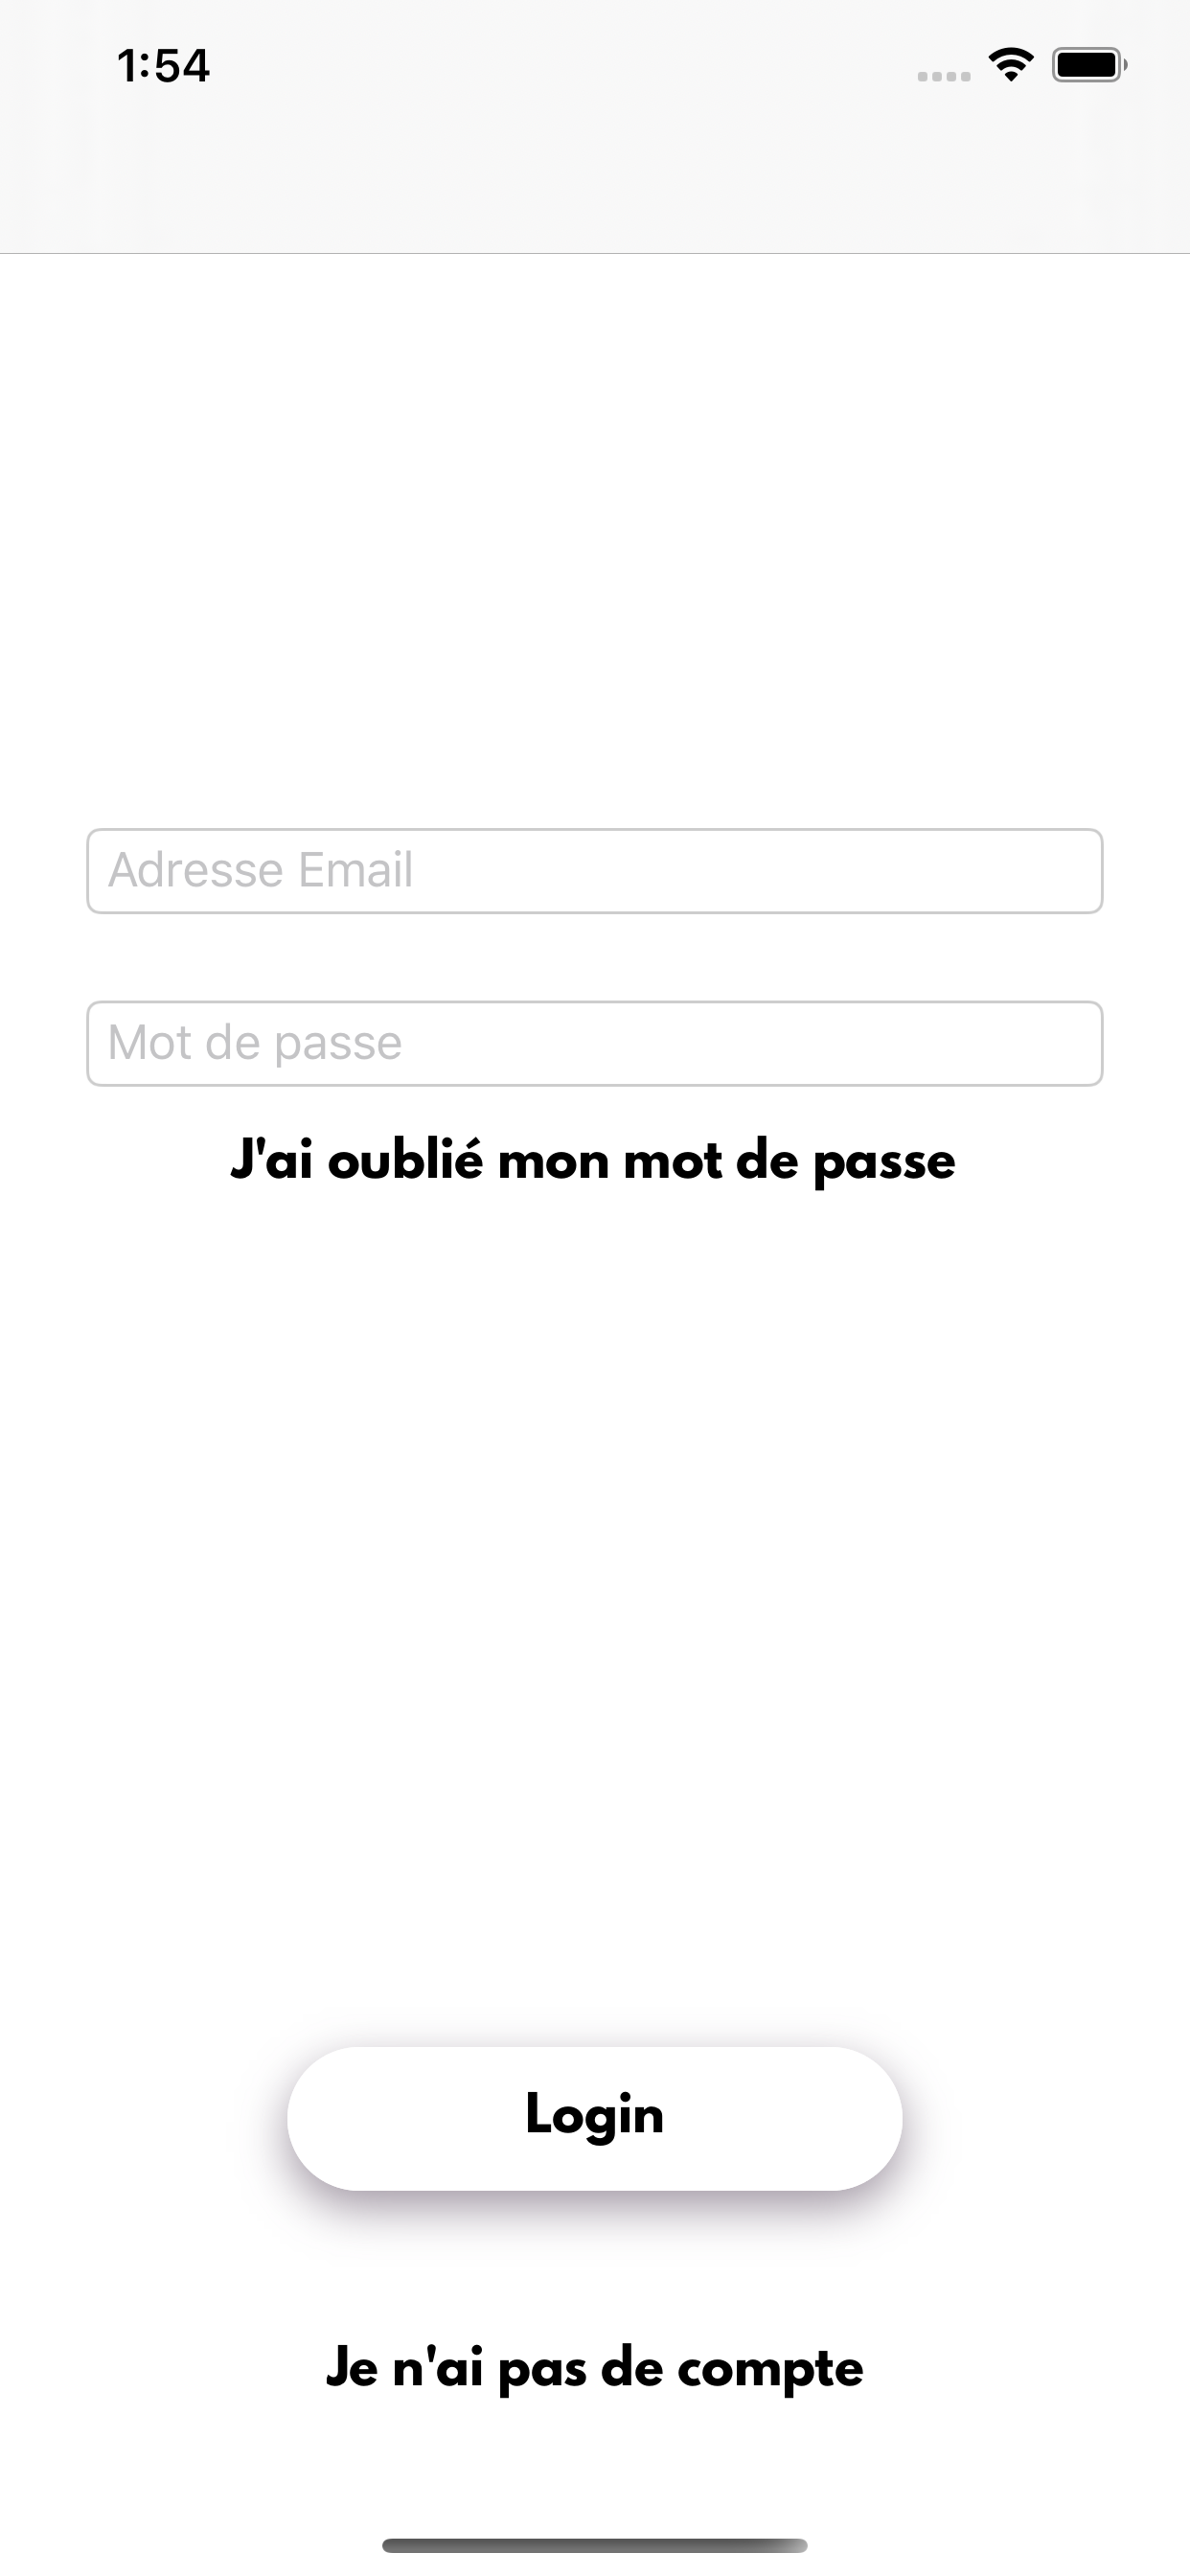 1:54
Adresse Email
Mot de passe
J'ai oublié mon mot de passe
Login
Je n'ai pas de compte